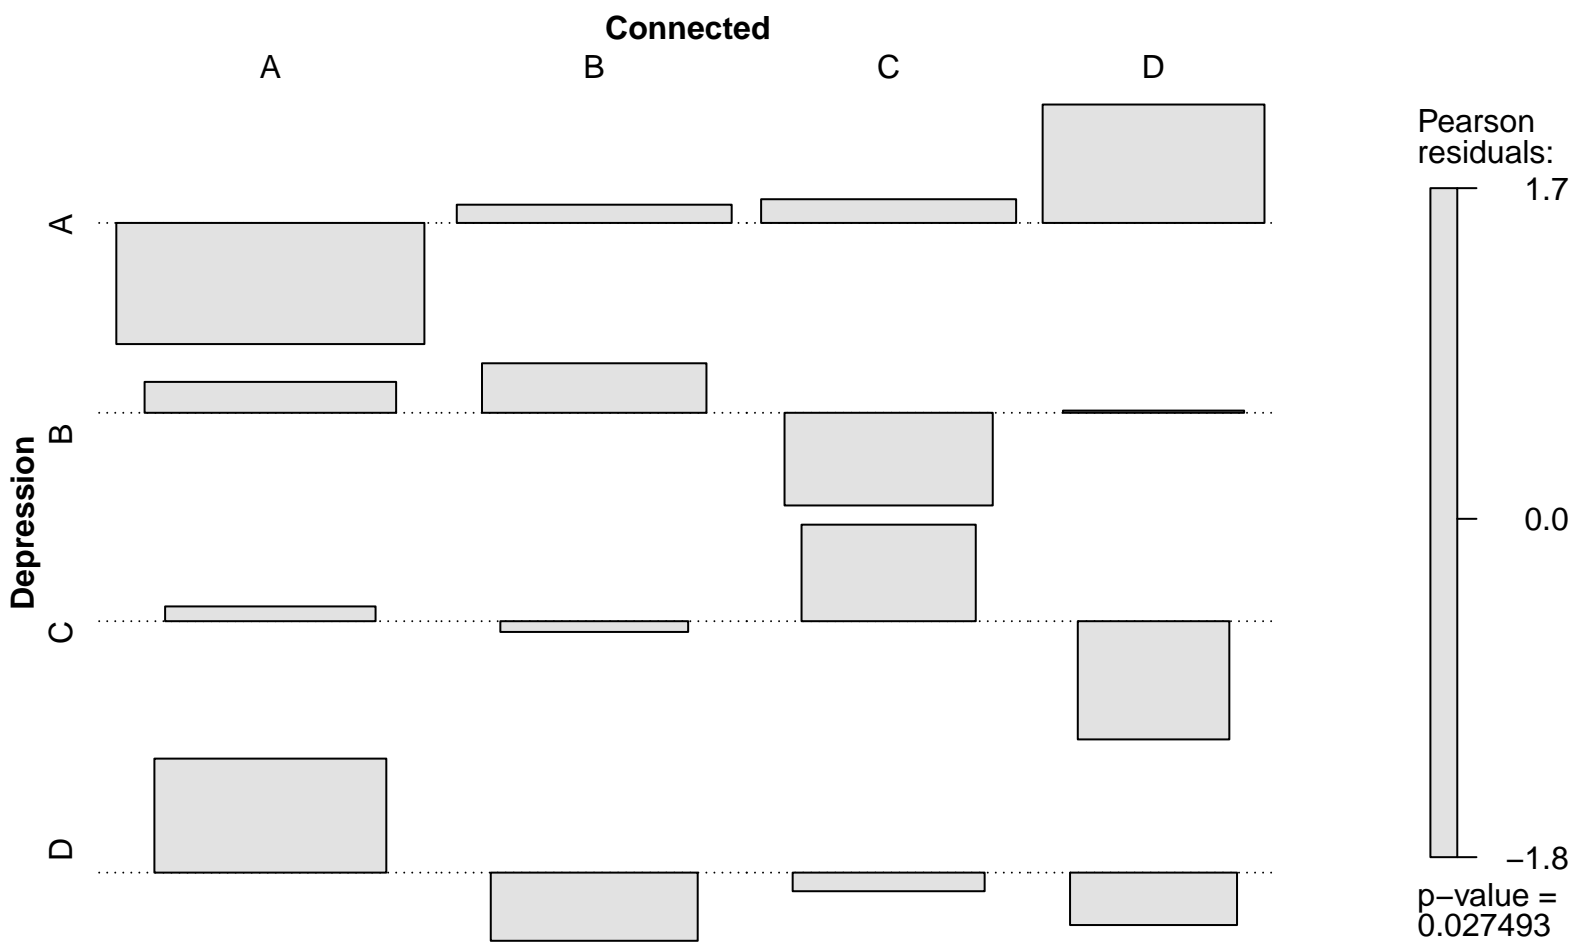 Connected
A B C D
Depression
A
B
C
D
Pearson
residuals:
1.7
0.0
−1.8
p−value =
0.027493